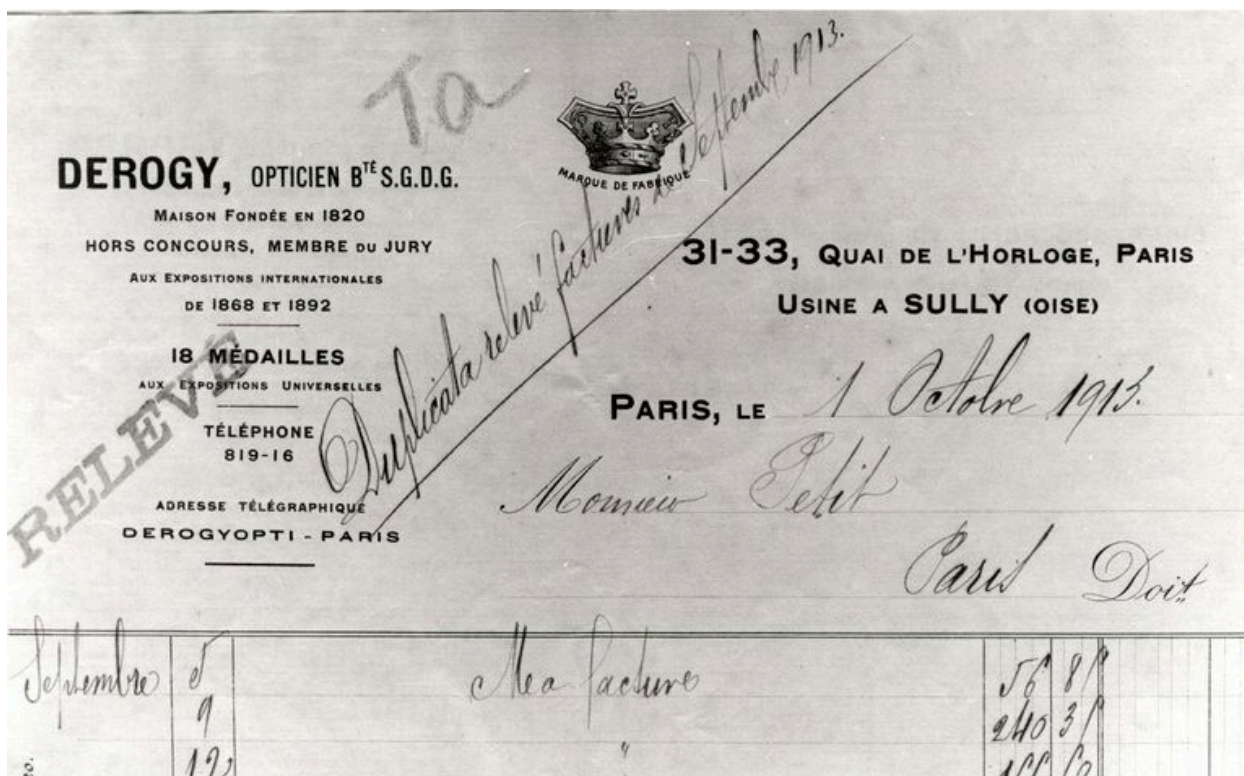 Ta
Duplicata relevé factures de Septembre 1913.
MARQUE DE FABRIQUE
DEROGY, OPTICIEN BTÉ S.G.D.G.
MAISON FONDÉE EN 1820
HORS CONCOURS, MEMBRE DU JURY
AUX EXPOSITIONS INTERNATIONALES
DE 1868 ET 1892
18 MÉDAILLES
AUX EXPOSITIONS UNIVERSELLES
TÉLÉPHONE
819-16
ADRESSE TÉLÉGRAPHIQUE
DEROGYOPTI - PARIS
RELEVÉ
31-33, QUAI DE L'HORLOGE, PARIS
USINE A SULLY (OISE)
PARIS, LE 1 Octobre 1913.
Monsieur Petit
Paris Doit
Septembre 5 Ma facture 56
9 " 240
12